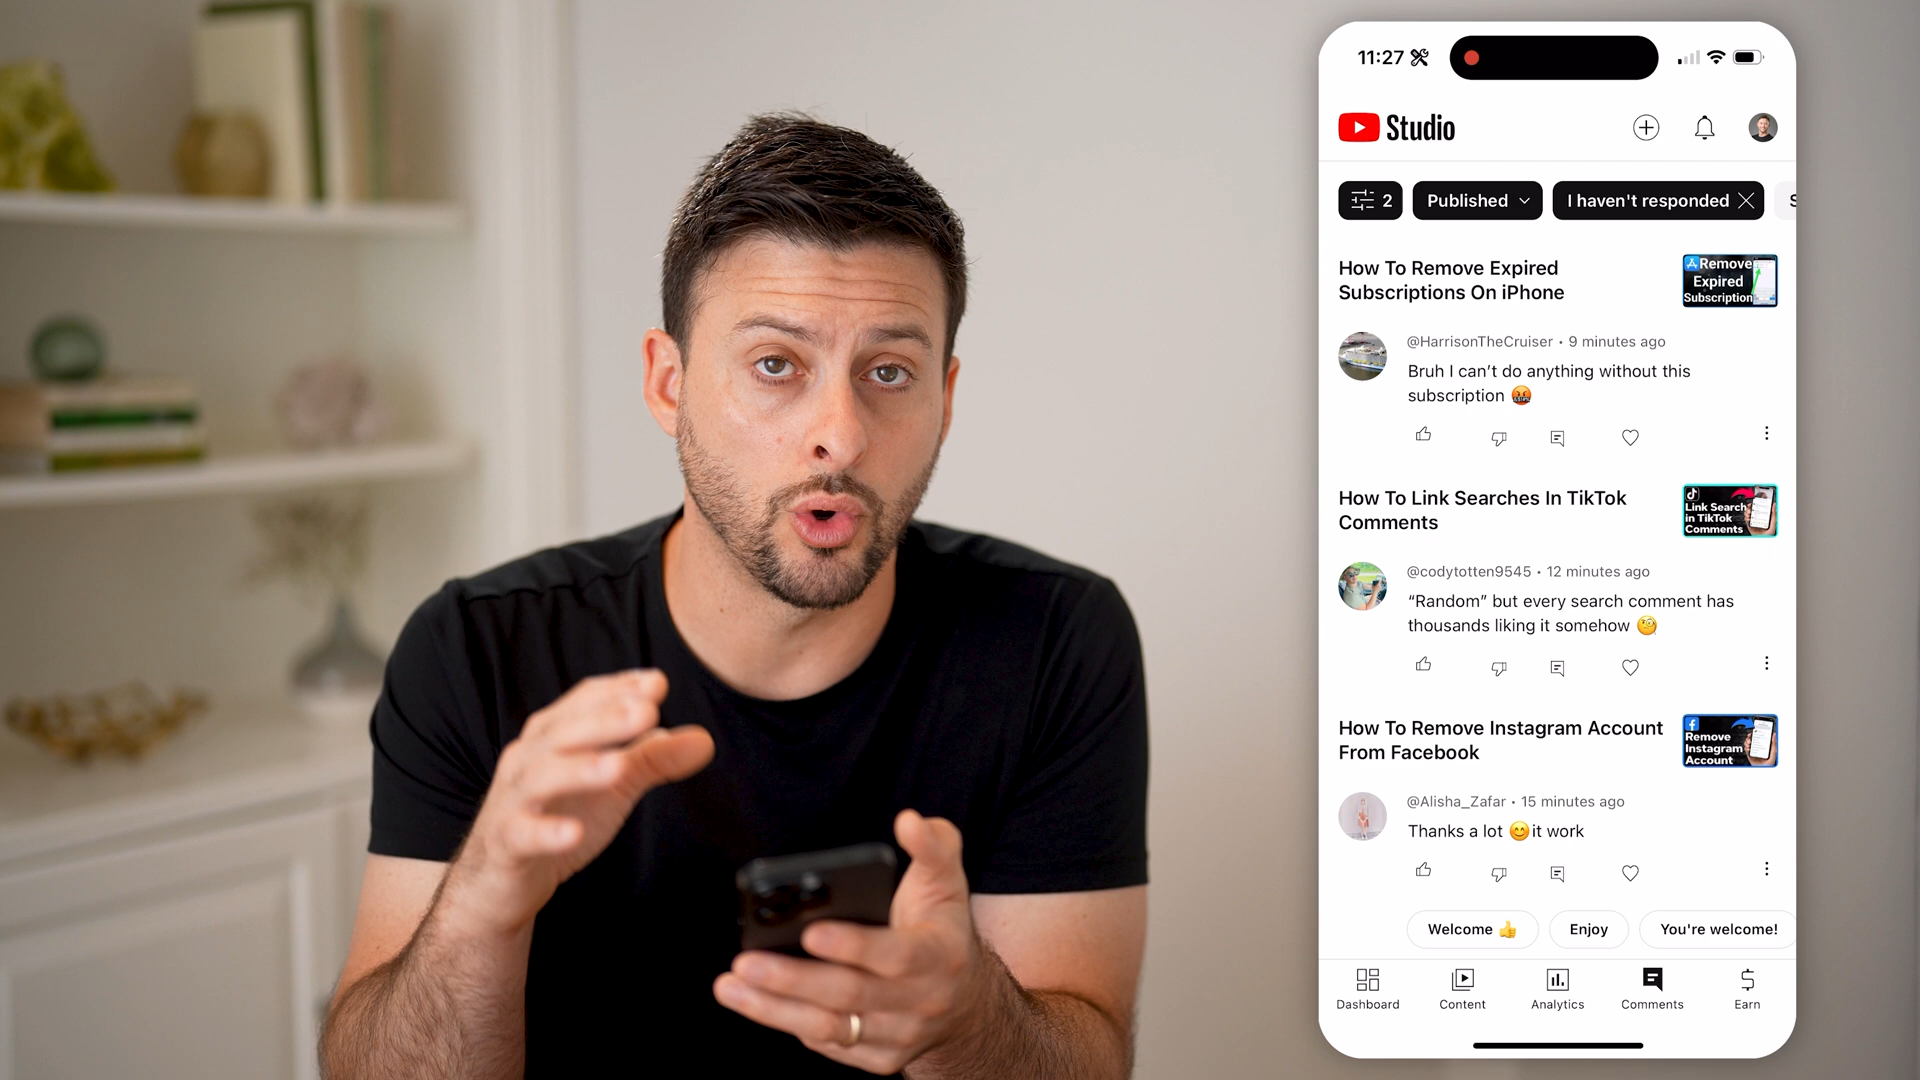 11:27
Studio
2
Published
I haven't responded
S
How To Remove Expired
Subscriptions On iPhone
Remove
Expired
Subscription
@HarrisonTheCruiser • 9 minutes ago
Bruh I can’t do anything without this
subscription 🤬
How To Link Searches In TikTok
Comments
Link Search
in TikTok
Comments
@codytotten9545 • 12 minutes ago
“Random” but every search comment has
thousands liking it somehow 🧐
How To Remove Instagram Account
From Facebook
Remove
Instagram
Account
@Alisha_Zafar • 15 minutes ago
Thanks a lot 😊it work
Welcome 👍
Enjoy
You're welcome!
Dashboard
Content
Analytics
Comments
Earn